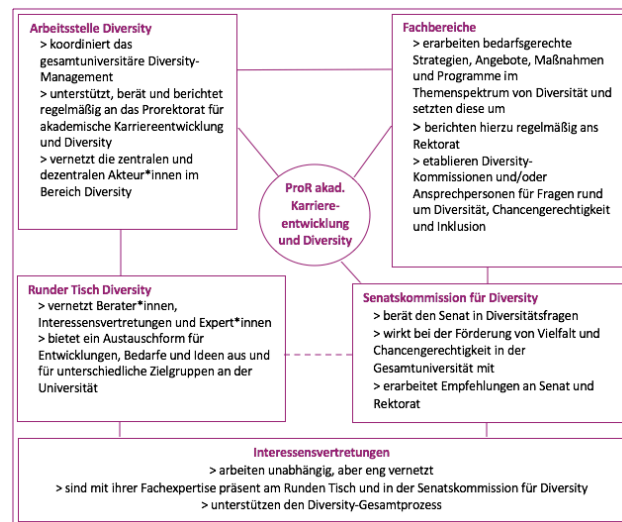 Arbeitsstelle Diversity
> koordiniert das
gesamtuniversitäre Diversity-
Management
> unterstützt, berät und berichtet
regelmäßig an das Prorektorat für
akademische Karriereentwicklung
und Diversity
> vernetzt die zentralen und
dezentralen Akteur*innen im
Bereich Diversity
Fachbereiche
> erarbeiten bedarfsgerechte
Strategien, Angebote, Maßnahmen
und Programme im
Themenspektrum von Diversität und
setzten diese um
> berichten hierzu regelmäßig ans
Rektorat
> etablieren Diversity-
Kommissionen und/oder
Ansprechpersonen für Fragen rund
um Diversität, Chancengerechtigkeit
und Inklusion
ProR akad.
Karriere-
entwicklung
und Diversity
Runder Tisch Diversity
> vernetzt Berater*innen,
Interessensvertretungen und Expert*innen
> bietet ein Austauschform für
Entwicklungen, Bedarfe und Ideen aus und
für unterschiedliche Zielgruppen an der
Universität
Senatskommission für Diversity
> berät den Senat in Diversitätsfragen
> wirkt bei der Förderung von Vielfalt und
Chancengerechtigkeit in der
Gesamtuniversität mit
> erarbeitet Empfehlungen an Senat und
Rektorat
Interessensvertretungen
> arbeiten unabhängig, aber eng vernetzt
> sind mit ihrer Fachexpertise präsent am Runden Tisch und in der Senatskommission für Diversity
> unterstützen den Diversity-Gesamtprozess